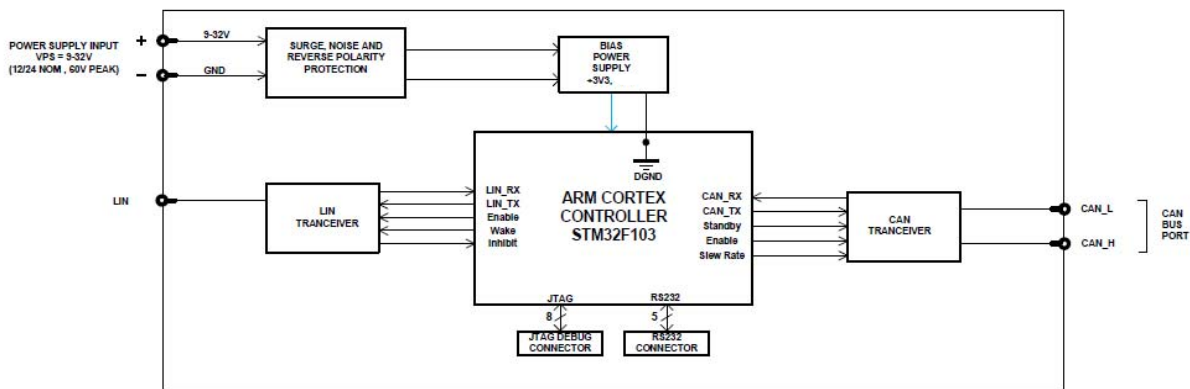 POWER SUPPLY INPUT
VPS = 9-32V
(12/24 NOM , 60V PEAK)
+
−
9-32V
GND
SURGE, NOISE AND
REVERSE POLARITY
PROTECTION
BIAS
POWER
SUPPLY
+3V3,
DGND
LIN
LIN
TRANCEIVER
LIN_RX
LIN_TX
Enable
Wake
Inhibit
ARM CORTEX
CONTROLLER
STM32F103
CAN_RX
CAN_TX
Standby
Enable
Slew Rate
CAN
TRANCEIVER
CAN_L
CAN_H
CAN
BUS
PORT
JTAG
RS232
8
5
JTAG DEBUG
CONNECTOR
RS232
CONNECTOR